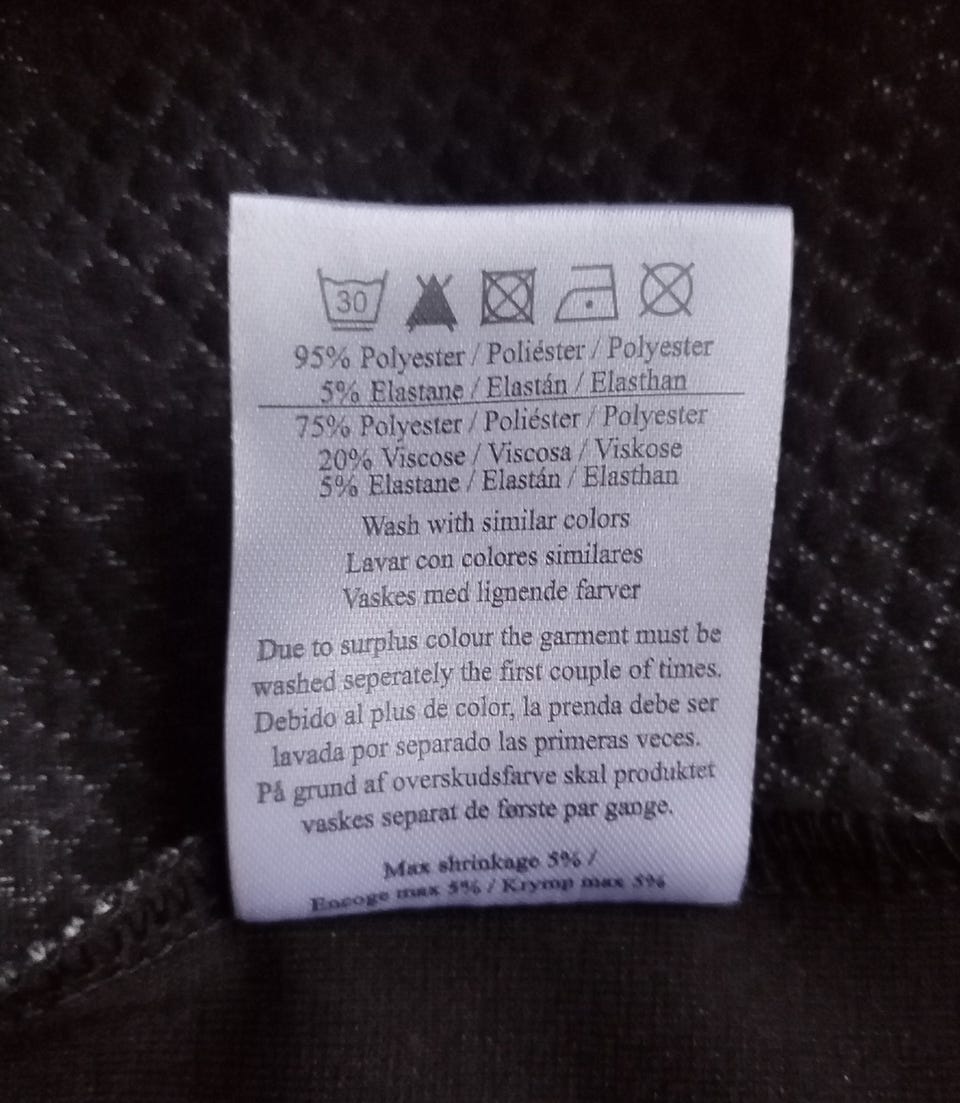 30
95% Polyester / Poliéster / Polyester
5% Elastane / Elastán / Elasthan
75% Polyester / Poliéster / Polyester
20% Viscose / Viscosa / Viskose
5% Elastane / Elastán / Elasthan
Wash with similar colors
Lavar con colores similares
Vaskes med lignende farver
Due to surplus colour the garment must be
washed seperately the first couple of times.
Debido al plus de color, la prenda debe ser
lavada por separado las primeras veces.
På grund af overskudsfarve skal produktet
vaskes separat de første par gange.
Max shrinkage 5% /
Encoge max 5% / Krymp max 5%